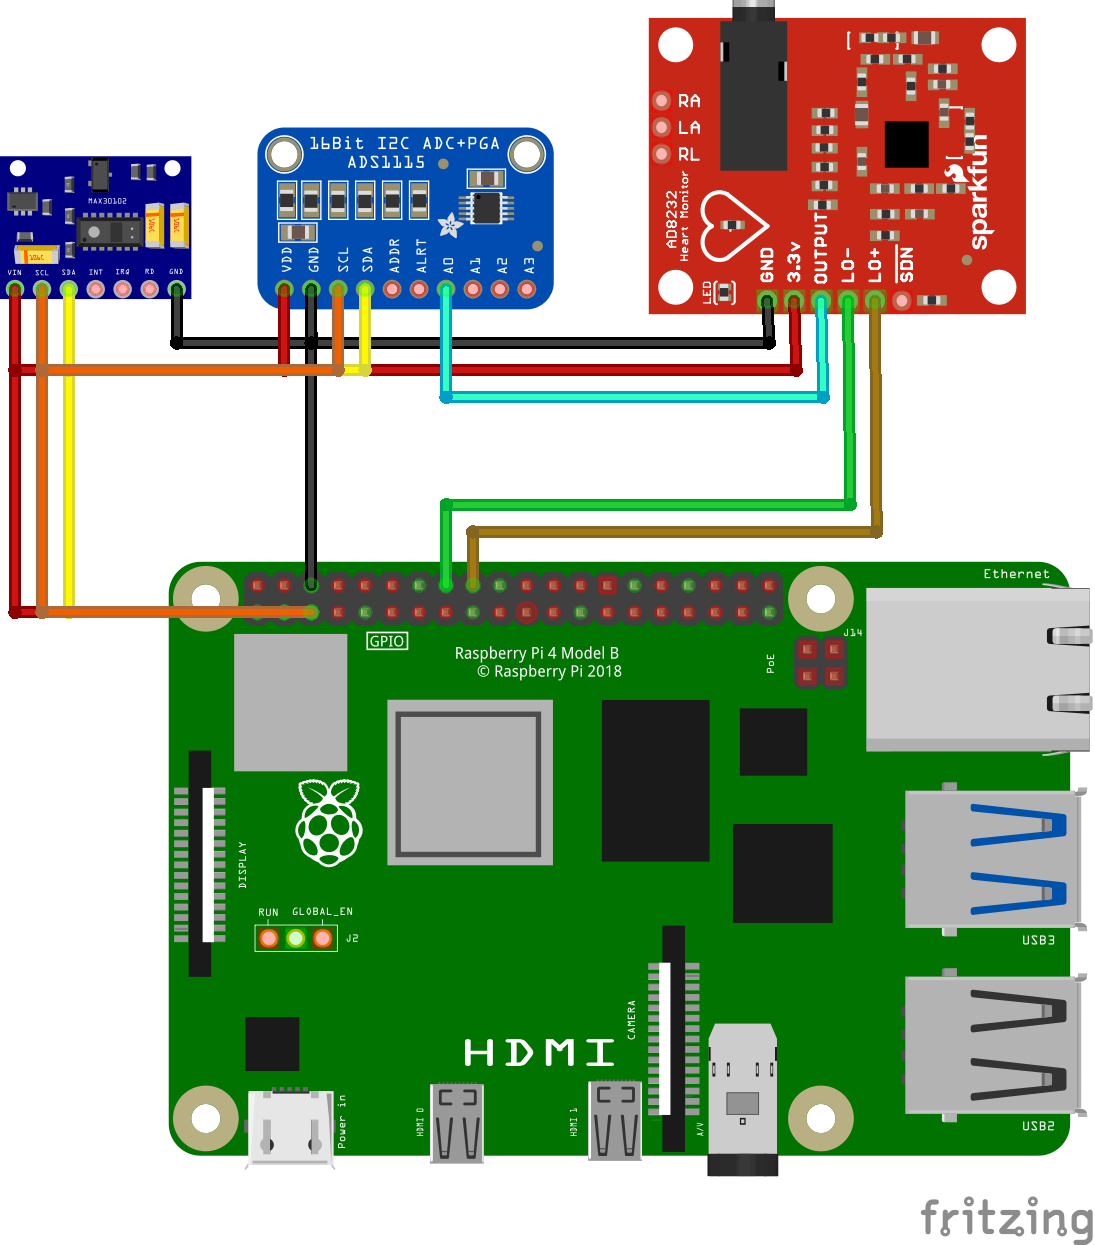 MAX30102
106C
106C
106C
VIN SCL SDA INT IRQ RD GND
16Bit I2C ADC+PGA
ADS1115
VDD GND SCL SDA ADDR ALRT A0 A1 A2 A3
RA
LA
RL
AD8232
Heart Monitor
sparkfun
LED
GND 3.3v OUTPUT LO- LO+ SDN
Ethernet
GPIO
J14
PoE
Raspberry Pi 4 Model B
© Raspberry Pi 2018
DISPLAY
RUN GLOBAL_EN
J2
USB3
CAMERA
HDMI
USB2
Power in
HDMI 0
HDMI 1
A/V
fritzing